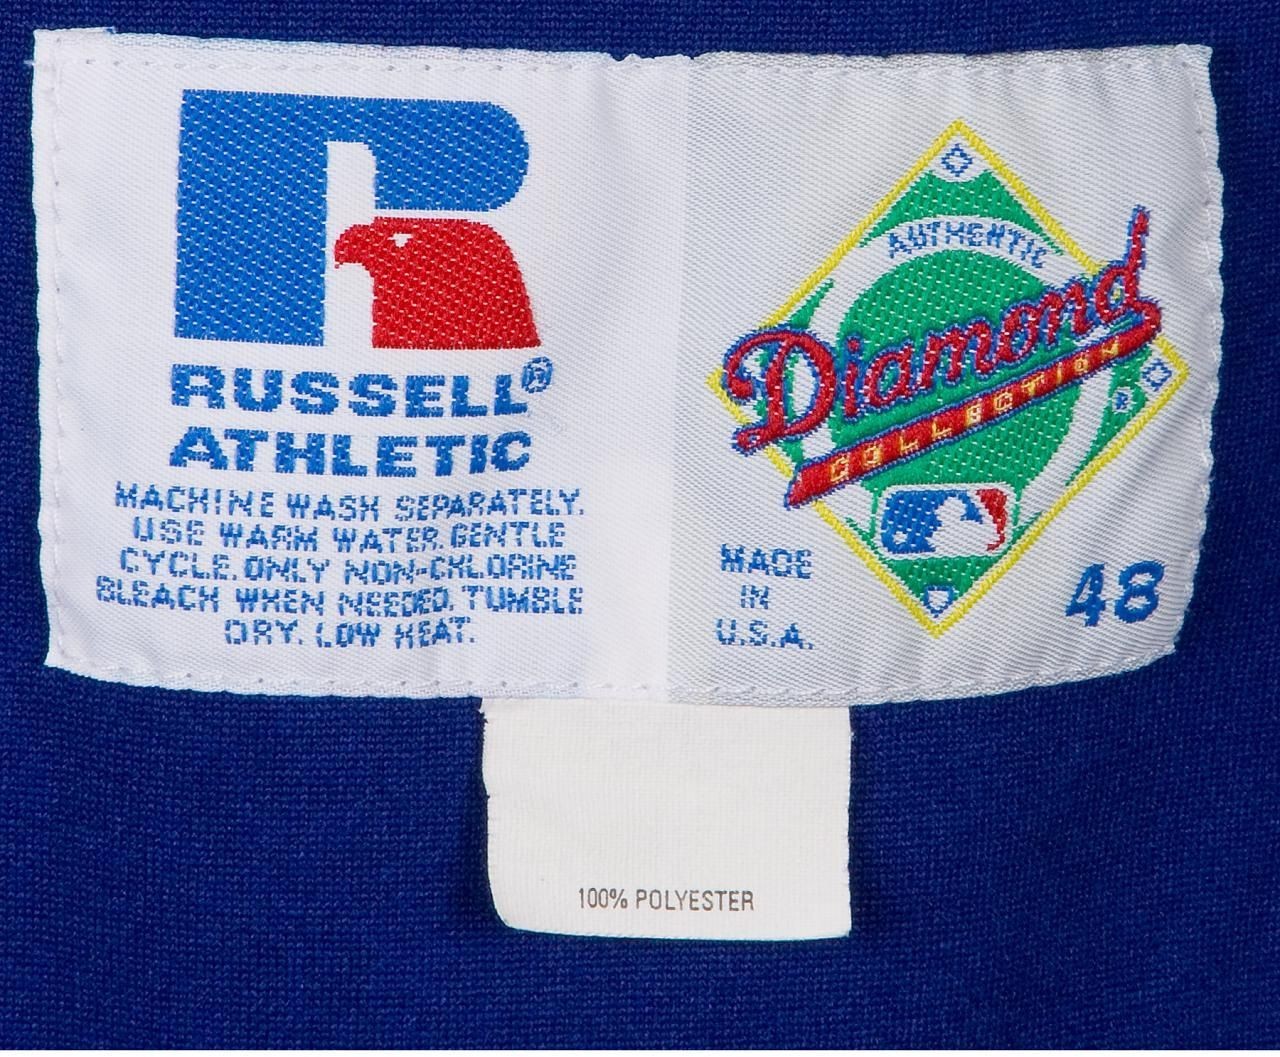 RUSSELL®
ATHLETIC
MACHINE WASH SEPARATELY.
USE WARM WATER, GENTLE
CYCLE. ONLY NON-CHLORINE
BLEACH WHEN NEEDED. TUMBLE
DRY. LOW HEAT.
AUTHENTIC
Diamond
COLLECTION
®
MADE
IN
U.S.A.
48
100% POLYESTER